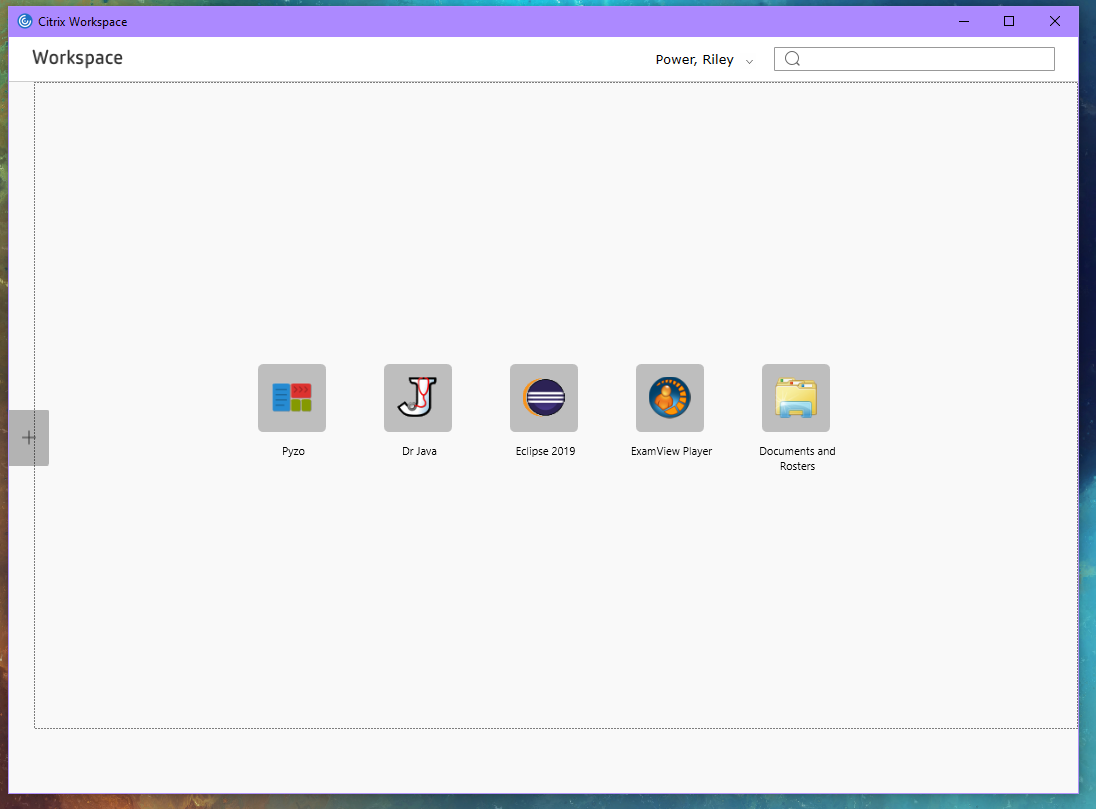 Citrix Workspace
Workspace
Power, Riley
Pyzo
Dr Java
Eclipse 2019
ExamView Player
Documents and
Rosters